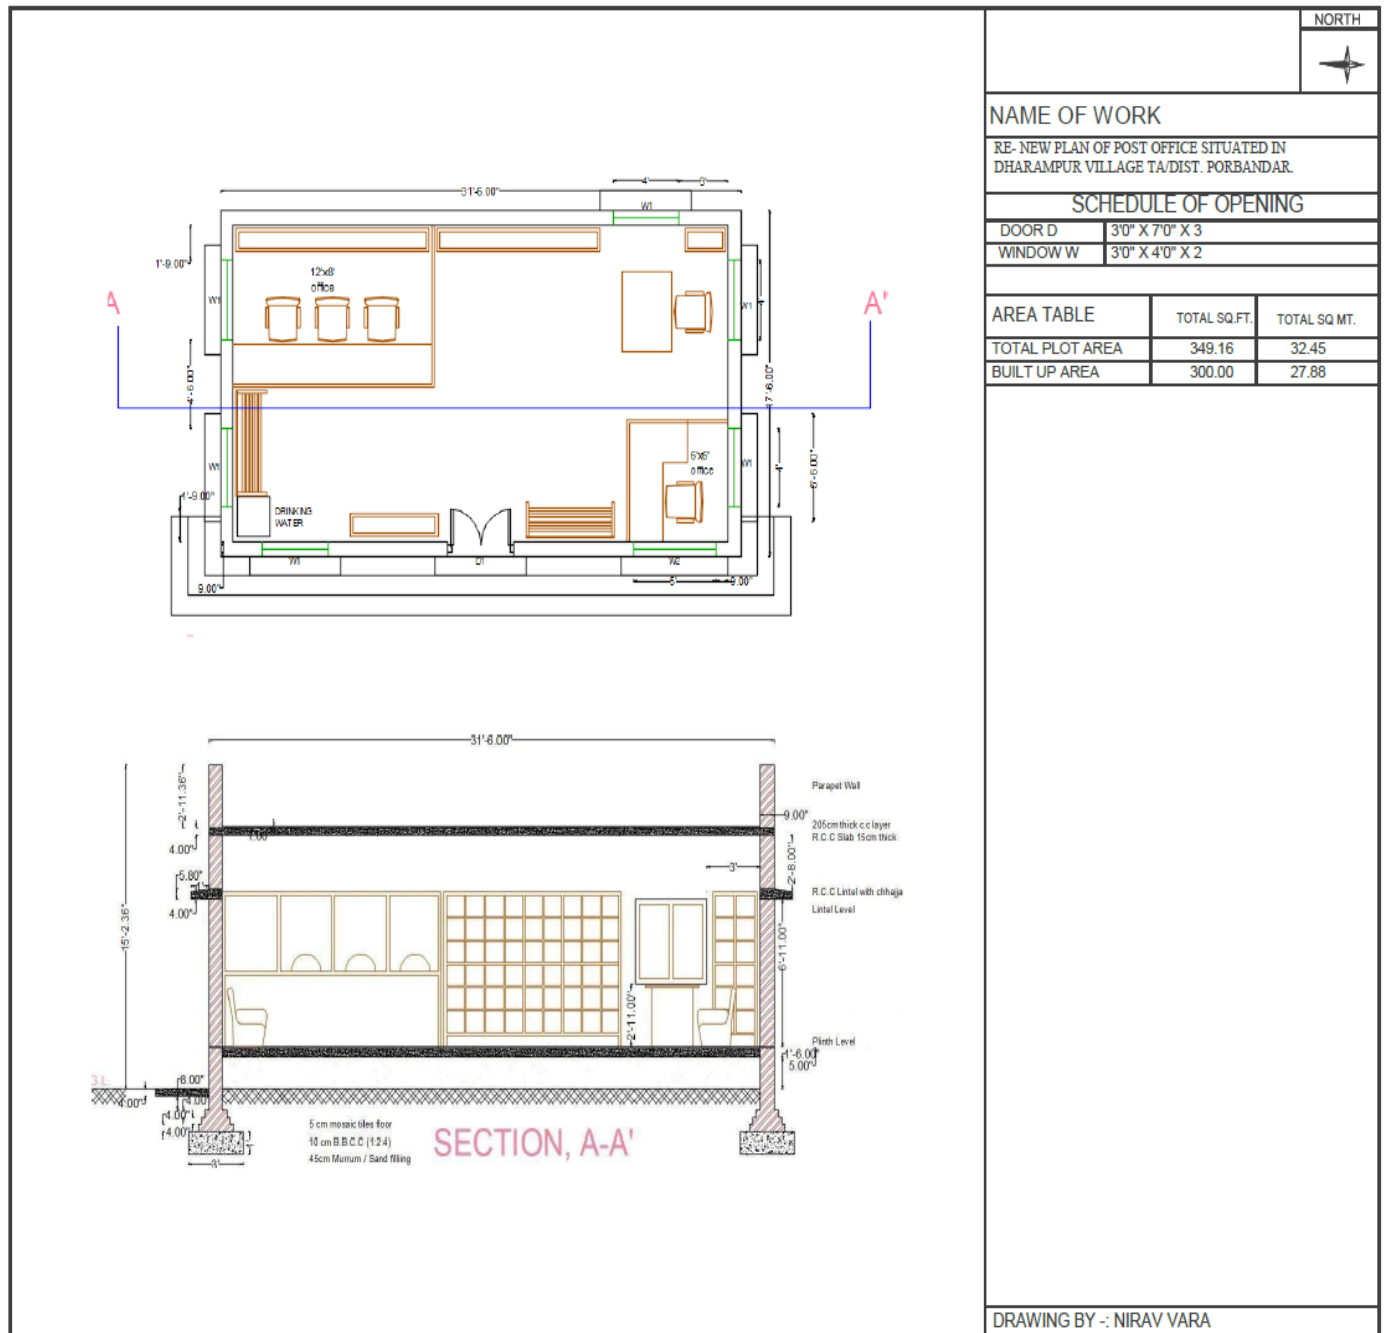 NORTH
NAME OF WORK
RE- NEW PLAN OF POST OFFICE SITUATED IN
DHARAMPUR VILLAGE TA/DIST. PORBANDAR.
SCHEDULE OF OPENING
DOOR D 3'0" X 7'0" X 3
WINDOW W 3'0" X 4'0" X 2
AREA TABLE TOTAL SQ.FT. TOTAL SQ MT.
TOTAL PLOT AREA 349.16 32.45
BUILT UP AREA 300.00 27.88
31'-6.00"
4'
3'
W1
1'-9.00"
12'x8'
office
W1
W1
4'
A
A'
4'-6.00"
17'-6.00"
W1
W1
4'
5'-6.00"
6'x6'
office
1'-9.00"
DRINKING
WATER
W1
D1
W2
9.00"
5'
9.00"
31'-6.00"
2'-11.36"
Parapet Wall
9.00"
205cm thick c.c layer
R.C.C Slab 15cm thick
1.00"
4.00"
3'
2'-8.00"
5.80"
R.C.C Lintel with chhajja
4.00"
Lintel Level
15'-2.36"
6'-11.00"
2'-11.00"
Plinth Level
1'-6.00"
5.00"
G.L
6.00"
4.00"
4.00"
4.00"
4.00"
1'
3'
5 cm mosaic tiles floor
10 cm B.B.C.C (1:2:4)
45cm Murrum / Sand filling
SECTION, A-A'
DRAWING BY -: NIRAV VARA